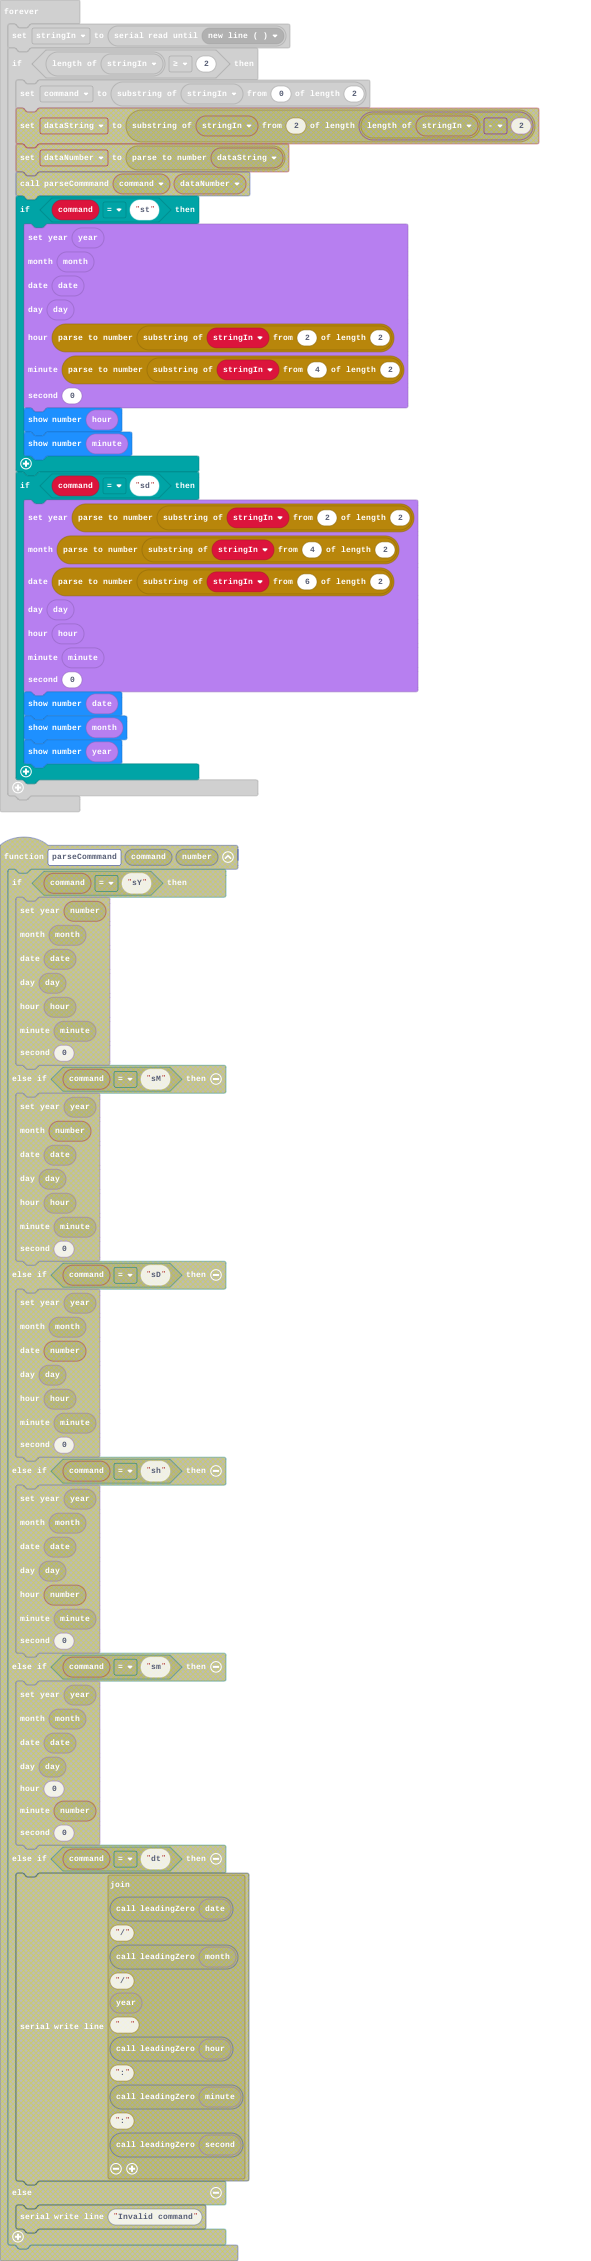 forever
set stringIn to serial read until new line ( )
if length of stringIn ≥ 2 then
set command to substring of stringIn from 0 of length 2
set dataString to substring of stringIn from 2 of length length of stringIn - 2
set dataNumber to parse to number dataString
call parseCommmand command dataNumber
if command = "st" then
set year year
month month
date date
day day
hour parse to number substring of stringIn from 2 of length 2
minute parse to number substring of stringIn from 4 of length 2
second 0
show number hour
show number minute
if command = "sd" then
set year parse to number substring of stringIn from 2 of length 2
month parse to number substring of stringIn from 4 of length 2
date parse to number substring of stringIn from 6 of length 2
day day
hour hour
minute minute
second 0
show number date
show number month
show number year
function parseCommmand command number
if command = "sY" then
set year number
month month
date date
day day
hour hour
minute minute
second 0
else if command = "sM" then
set year year
month number
date date
day day
hour hour
minute minute
second 0
else if command = "sD" then
set year year
month month
date number
day day
hour hour
minute minute
second 0
else if command = "sh" then
set year year
month month
date date
day day
hour number
minute minute
second 0
else if command = "sm" then
set year year
month month
date date
day day
hour 0
minute number
second 0
else if command = "dt" then
join
call leadingZero date
"/"
call leadingZero month
"/"
year
" "
serial write line
call leadingZero hour
":"
call leadingZero minute
":"
call leadingZero second
else
serial write line "Invalid command"